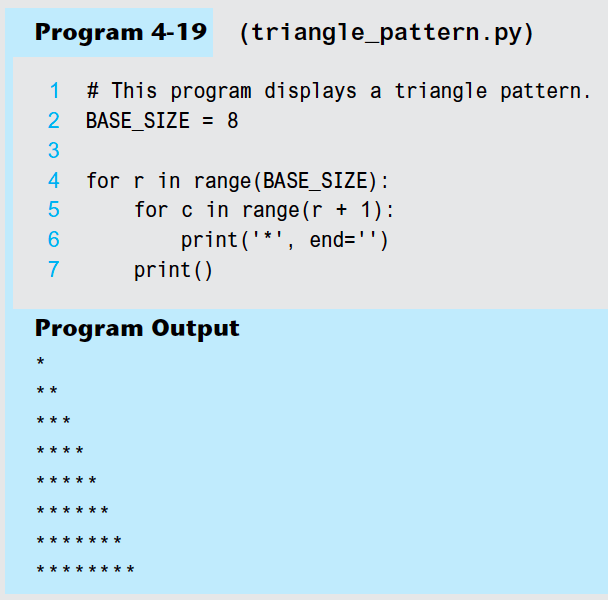 Program 4-19 (triangle_pattern.py)
1 # This program displays a triangle pattern.
2 BASE_SIZE = 8
3
4 for r in range(BASE_SIZE):
5     for c in range(r + 1):
6         print('*', end='')
7     print()
Program Output
*
**
***
****
*****
******
*******
********